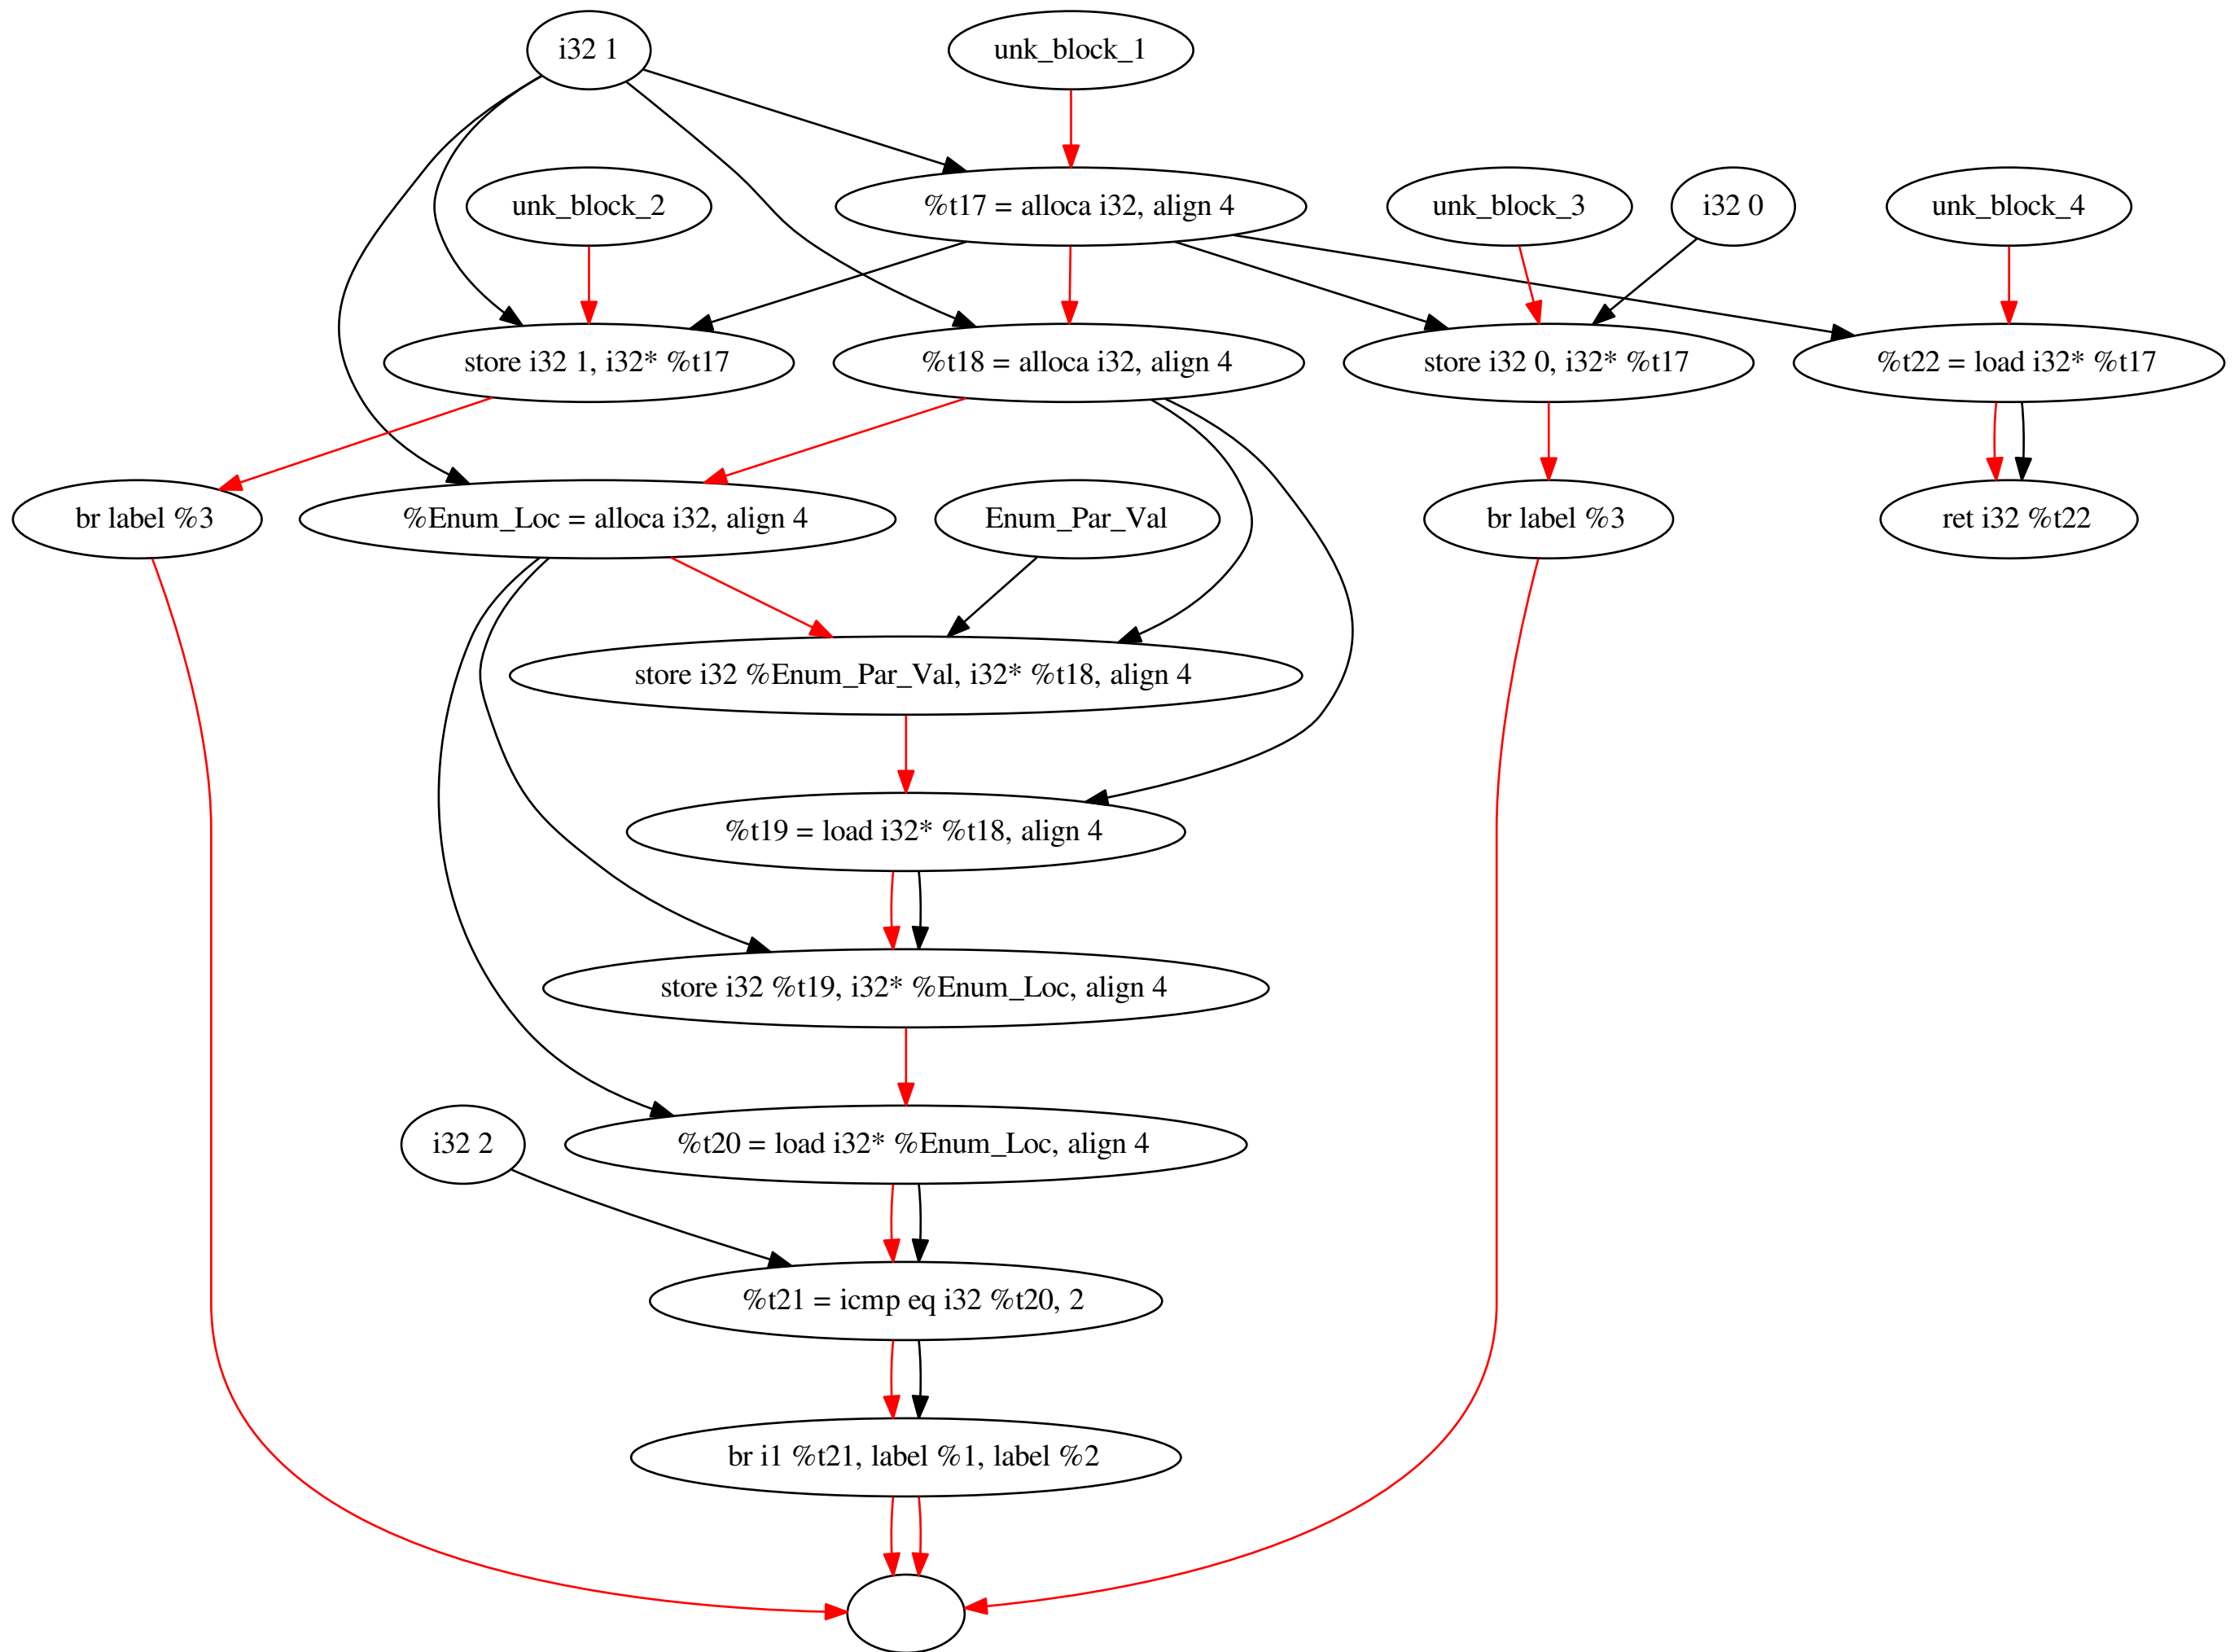 i32 1
unk_block_1
unk_block_2
%t17 = alloca i32, align 4
unk_block_3
i32 0
unk_block_4
store i32 1, i32* %t17
%t18 = alloca i32, align 4
store i32 0, i32* %t17
%t22 = load i32* %t17
br label %3
%Enum_Loc = alloca i32, align 4
Enum_Par_Val
br label %3
ret i32 %t22
store i32 %Enum_Par_Val, i32* %t18, align 4
%t19 = load i32* %t18, align 4
store i32 %t19, i32* %Enum_Loc, align 4
i32 2
%t20 = load i32* %Enum_Loc, align 4
%t21 = icmp eq i32 %t20, 2
br i1 %t21, label %1, label %2